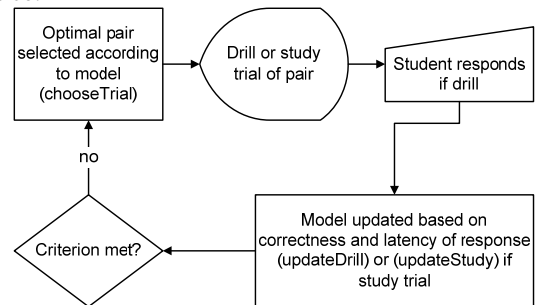 Optimal pair
selected according
to model
(chooseTrial)
Drill or study
trial of pair
Student responds
if drill
Model updated based on
correctness and latency of response
(updateDrill) or (updateStudy) if
study trial
Criterion met?
no